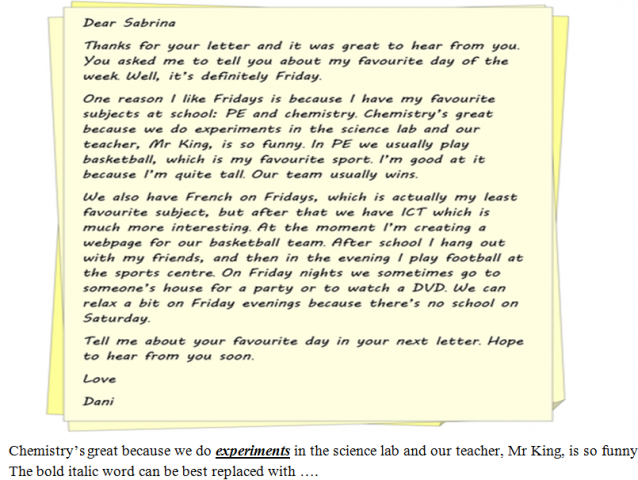 Dear Sabrina
Thanks for your letter and it was great to hear from you.
You asked me to tell you about my favourite day of the
week. Well, it's definitely Friday.
One reason I like Fridays is because I have my favourite
subjects at school: PE and chemistry. Chemistry's great
because we do experiments in the science lab and our
teacher, Mr King, is so funny. In PE we usually play
basketball, which is my favourite sport. I'm good at it
because I'm quite tall. Our team usually wins.
We also have French on Fridays, which is actually my least
favourite subject, but after that we have ICT which is
much more interesting. At the moment I'm creating a
webpage for our basketball team. After school I hang out
with my friends, and then in the evening I play football at
the sports centre. On Friday nights we sometimes go to
someone's house for a party or to watch a DVD. We can
relax a bit on Friday evenings because there's no school on
Saturday.
Tell me about your favourite day in your next letter. Hope
to hear from you soon.
Love
Dani
Chemistry's great because we do experiments in the science lab and our teacher, Mr King, is so funny
The bold italic word can be best replaced with ….